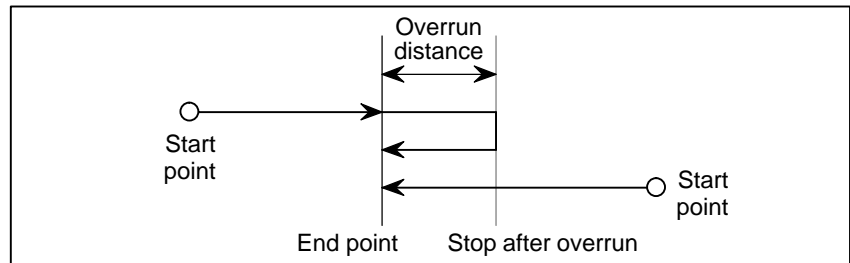 Overrun
distance
Start
point
Start
point
End point
Stop after overrun